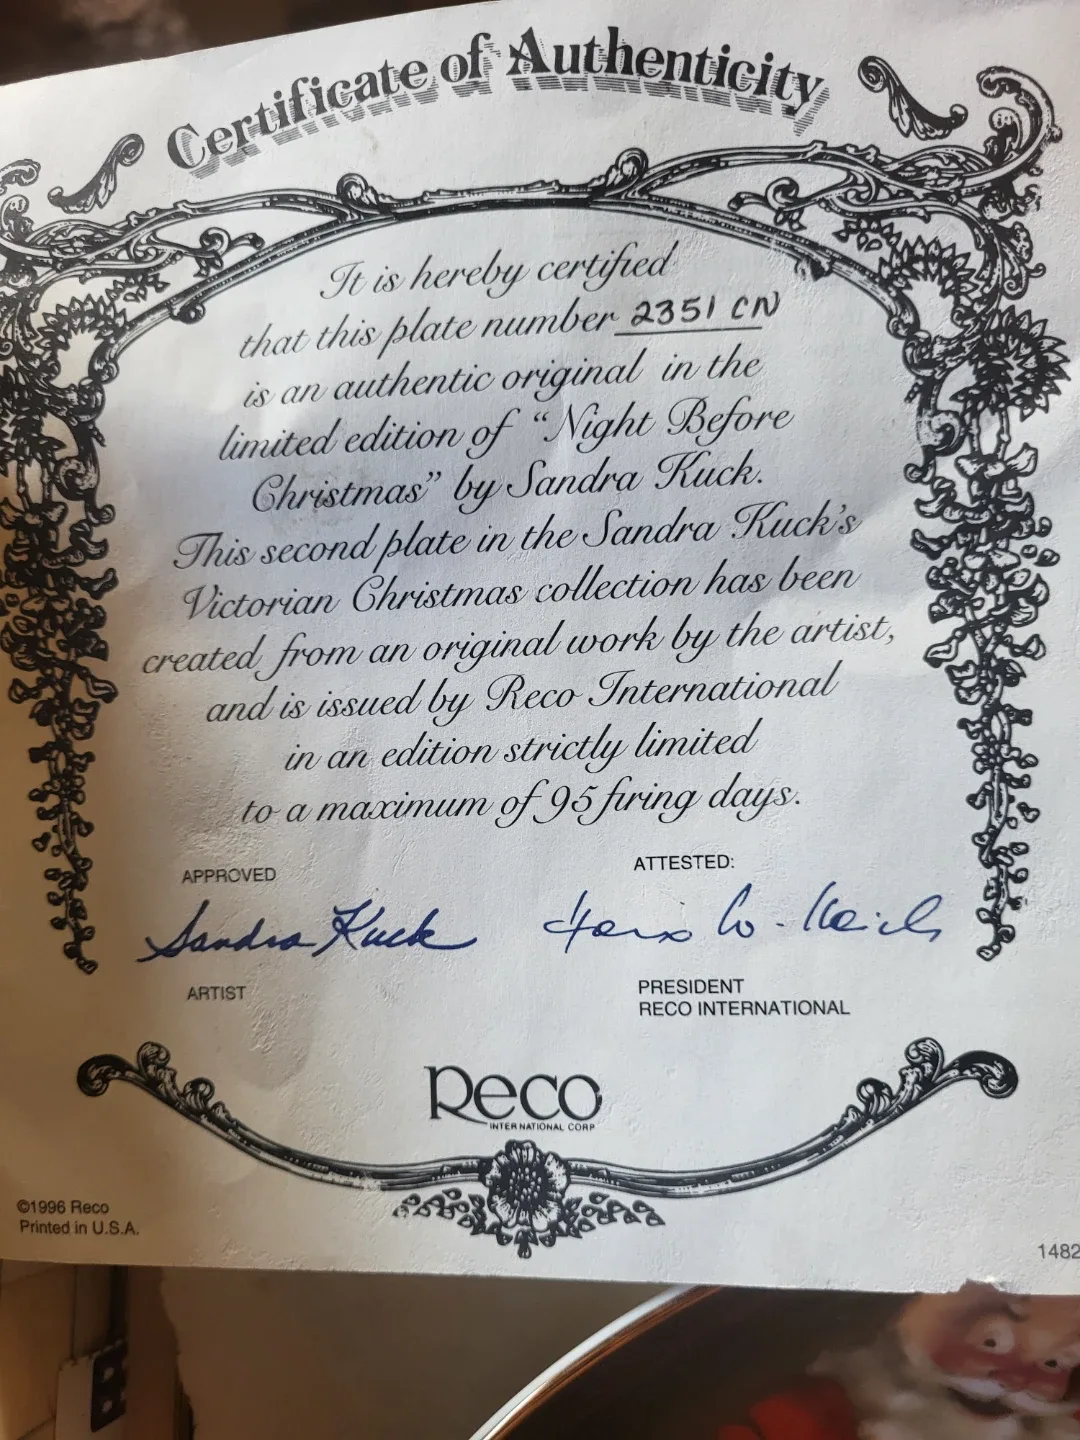 Certificate of Authenticity
It is hereby certified
that this plate number 2351 CN
is an authentic original in the
limited edition of "Night Before
Christmas" by Sandra Kuck.
This second plate in the Sandra Kuck's
Victorian Christmas collection has been
created from an original work by the artist,
and is issued by Reco International
in an edition strictly limited
to a maximum of 95 firing days.
APPROVED
Sandra Kuck
ARTIST
ATTESTED:
PRESIDENT
RECO INTERNATIONAL
Reco
INTERNATIONAL CORP
©1996 Reco
Printed in U.S.A.
1482